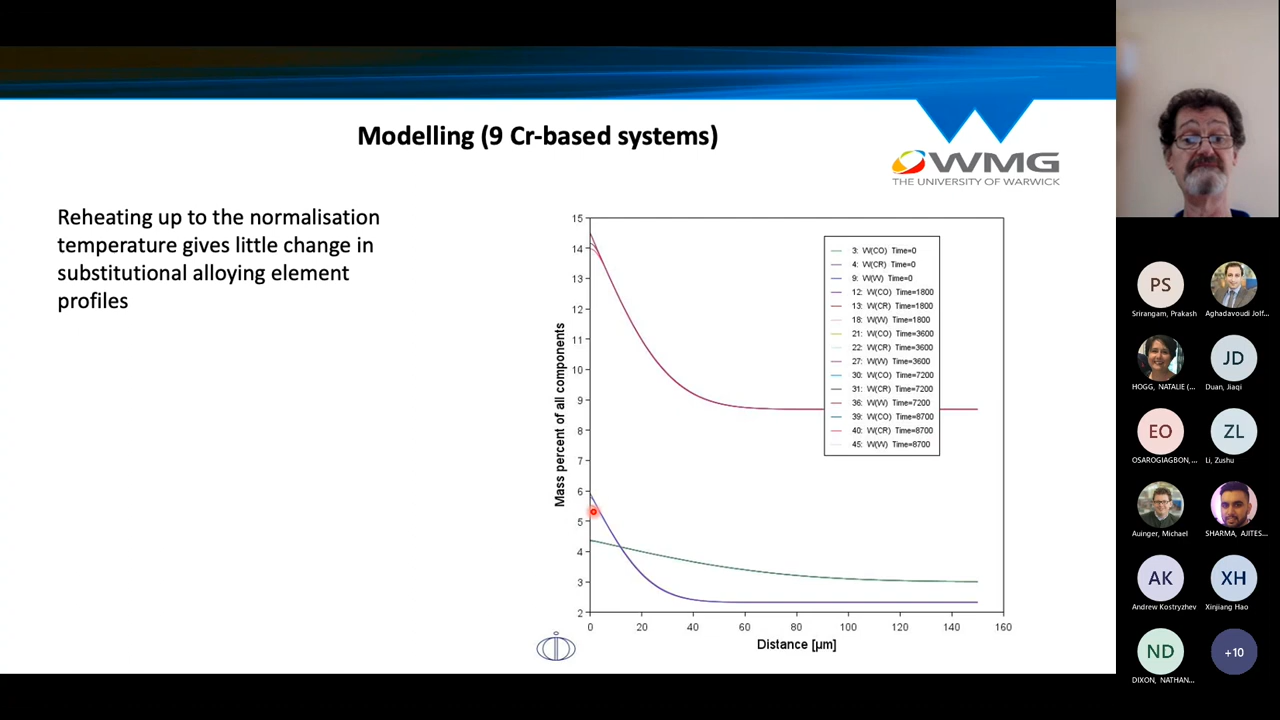 Modelling (9 Cr-based systems)
WMG
THE UNIVERSITY OF WARWICK
Reheating up to the normalisation
temperature gives little change in
substitutional alloying element
profiles
Mass percent of all components
15
14
13
12
11
10
9
8
7
6
5
4
3
2
3: W(CO) Time=0
4: W(CR) Time=0
9: W(W) Time=0
12: W(CO) Time=1800
13: W(CR) Time=1800
18: W(W) Time=1800
21: W(CO) Time=3600
22: W(CR) Time=3600
27: W(W) Time=3600
30: W(CO) Time=7200
31: W(CR) Time=7200
36: W(W) Time=7200
39: W(CO) Time=8700
40: W(CR) Time=8700
45: W(W) Time=8700
0 20 40 60 80 100 120 140 160
Distance [µm]
PS
Srirangam, Prakash
Aghadavoudi Jolf...
HOGG, NATALIE (...
JD
Duan, Jiaqi
EO
OSAROGIAGBON,...
ZL
Li, Zushu
Auinger, Michael
SHARMA, AJITES...
AK
Andrew Kostryzhev
XH
Xinjiang Hao
ND
DIXON, NATHAN...
+10